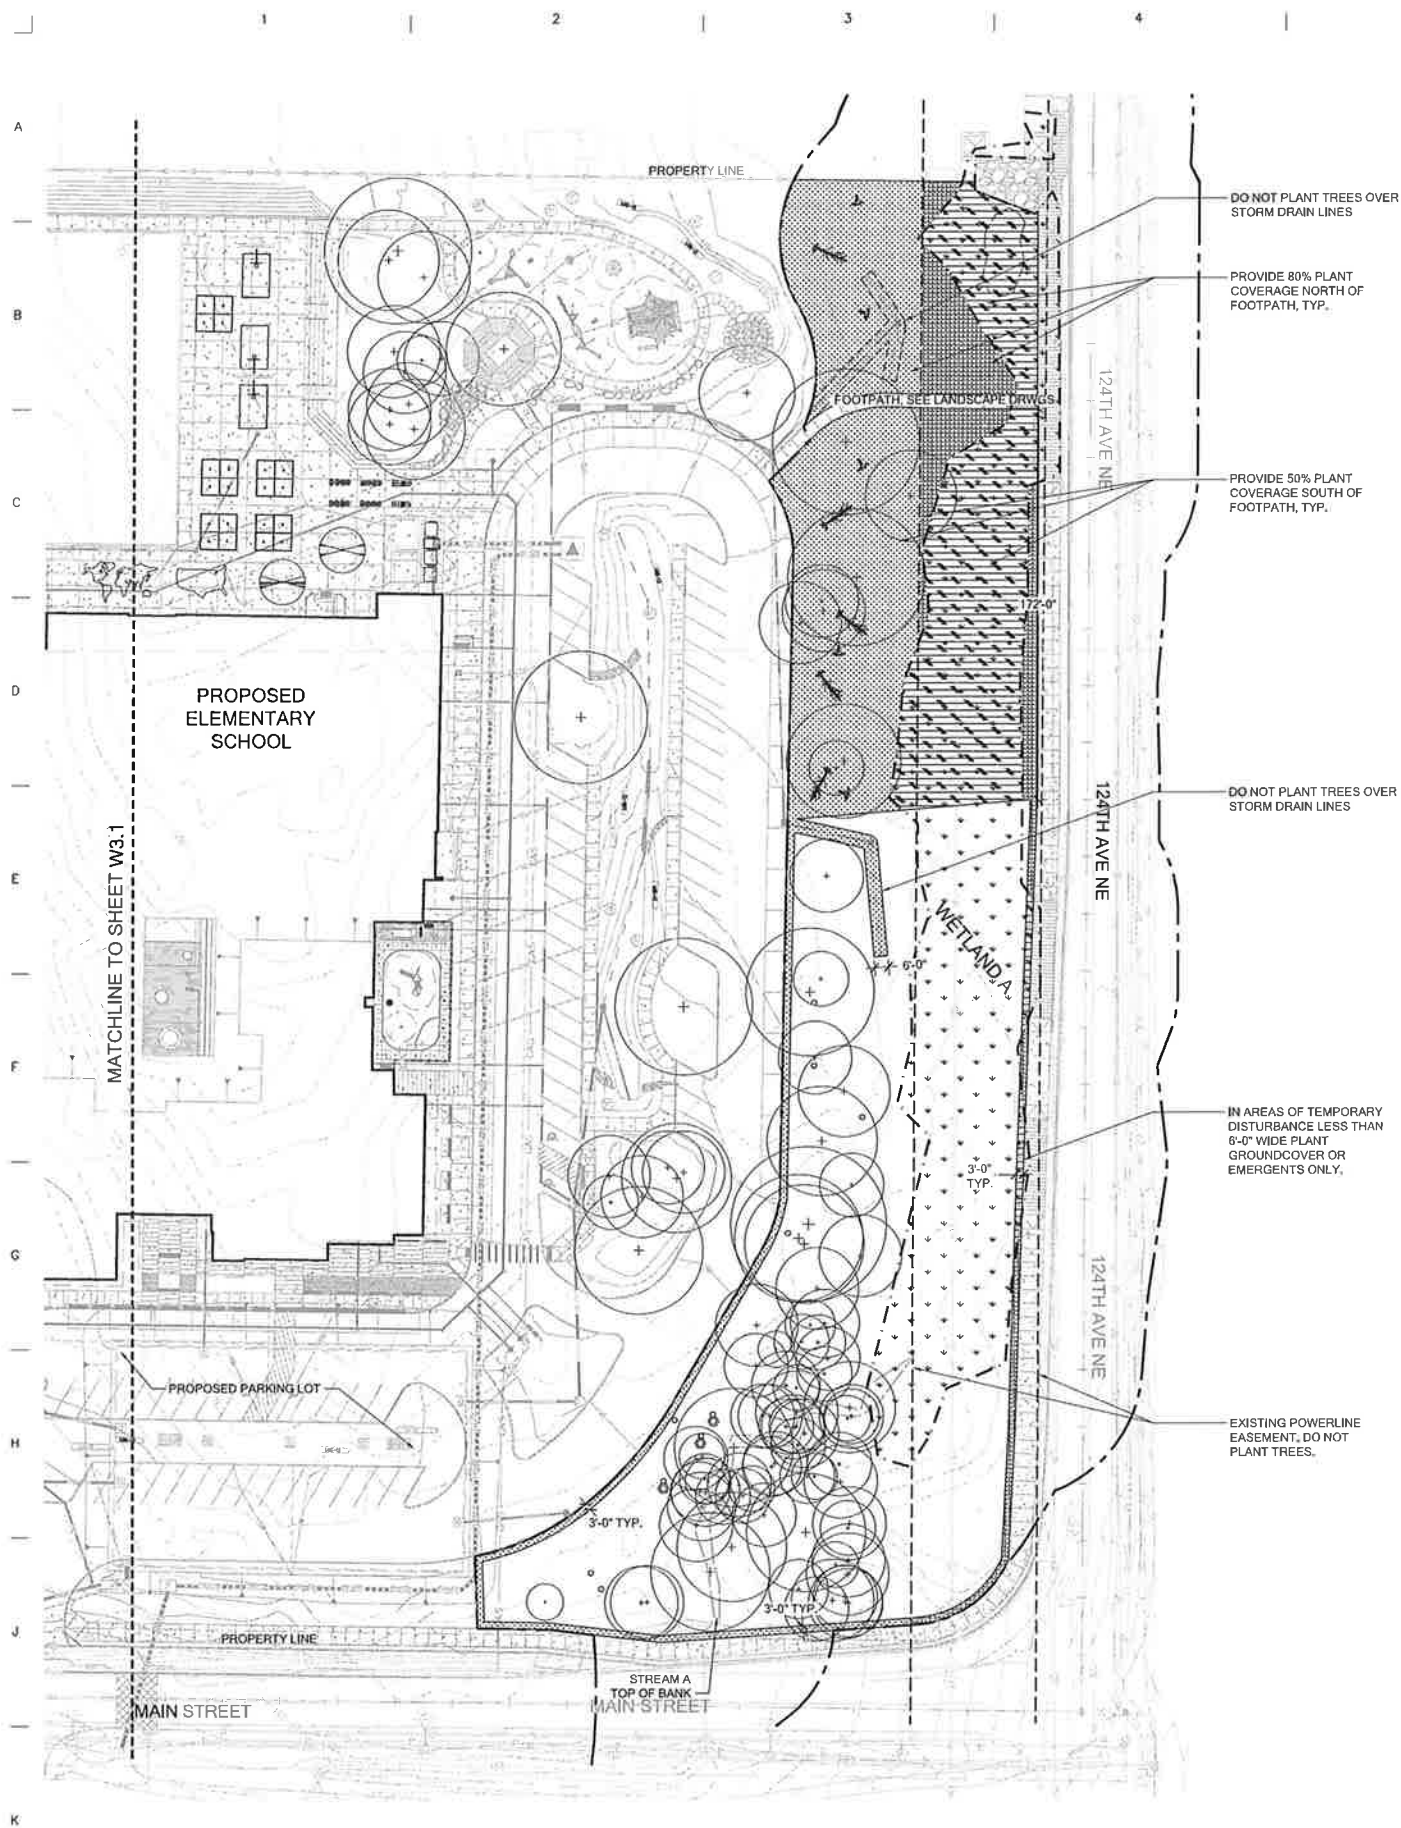 1
2
3
4
A
PROPERTY LINE
DO NOT PLANT TREES OVER
STORM DRAIN LINES
PROVIDE 80% PLANT
COVERAGE NORTH OF
FOOTPATH, TYP.
B
124TH AVE NE
FOOTPATH, SEE LANDSCAPE DRWGS
PROVIDE 50% PLANT
COVERAGE SOUTH OF
FOOTPATH, TYP.
C
172'-0"
D
PROPOSED
ELEMENTARY
SCHOOL
DO NOT PLANT TREES OVER
STORM DRAIN LINES
124TH AVE NE
MATCHLINE TO SHEET W3.1
E
WETLAND A
6'-0"
F
IN AREAS OF TEMPORARY
DISTURBANCE LESS THAN
6'-0" WIDE PLANT
GROUNDCOVER OR
EMERGENTS ONLY.
3'-0"
TYP.
G
124TH AVE NE
PROPOSED PARKING LOT
EXISTING POWERLINE
EASEMENT. DO NOT
PLANT TREES.
H
3'-0" TYP.
3'-0" TYP.
J
PROPERTY LINE
STREAM A
TOP OF BANK
MAIN STREET
MAIN STREET
K